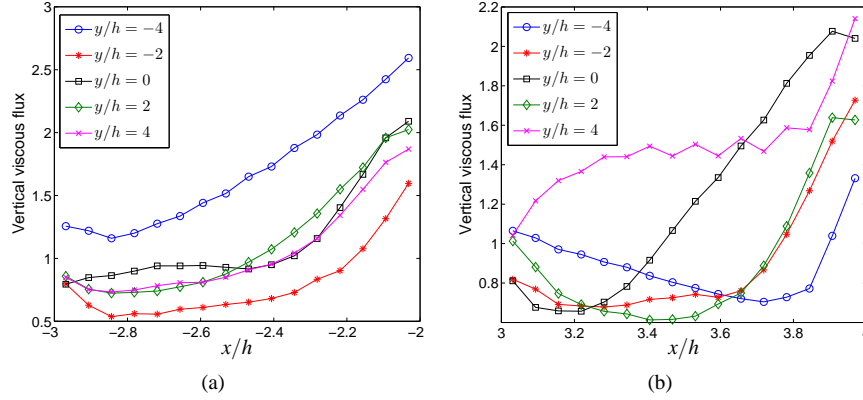 3
2.5
2
1.5
1
0.5
Vertical viscous flux
y/h = −4
y/h = −2
y/h = 0
y/h = 2
y/h = 4
−3 −2.8 −2.6 −2.4 −2.2 −2
x/h
(a)
2.2
2
1.8
1.6
1.4
1.2
1
0.8
Vertical viscous flux
y/h = −4
y/h = −2
y/h = 0
y/h = 2
y/h = 4
3 3.2 3.4 3.6 3.8
x/h
(b)